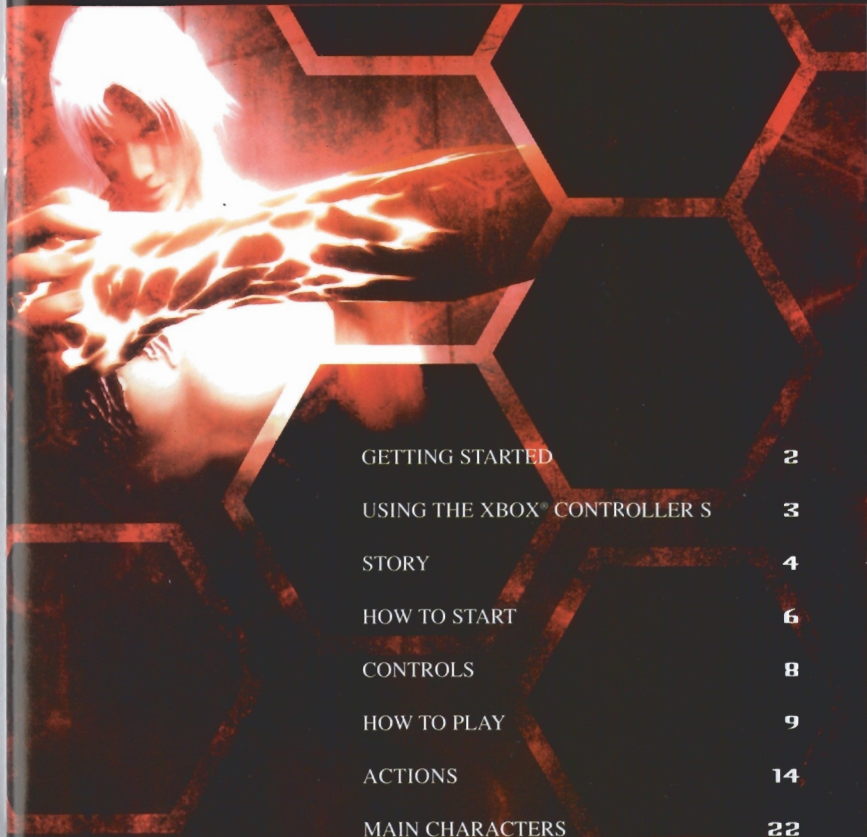 GETTING STARTED 2
USING THE XBOX® CONTROLLER S 3
STORY 4
HOW TO START 6
CONTROLS 8
HOW TO PLAY 9
ACTIONS 14
MAIN CHARACTERS 22